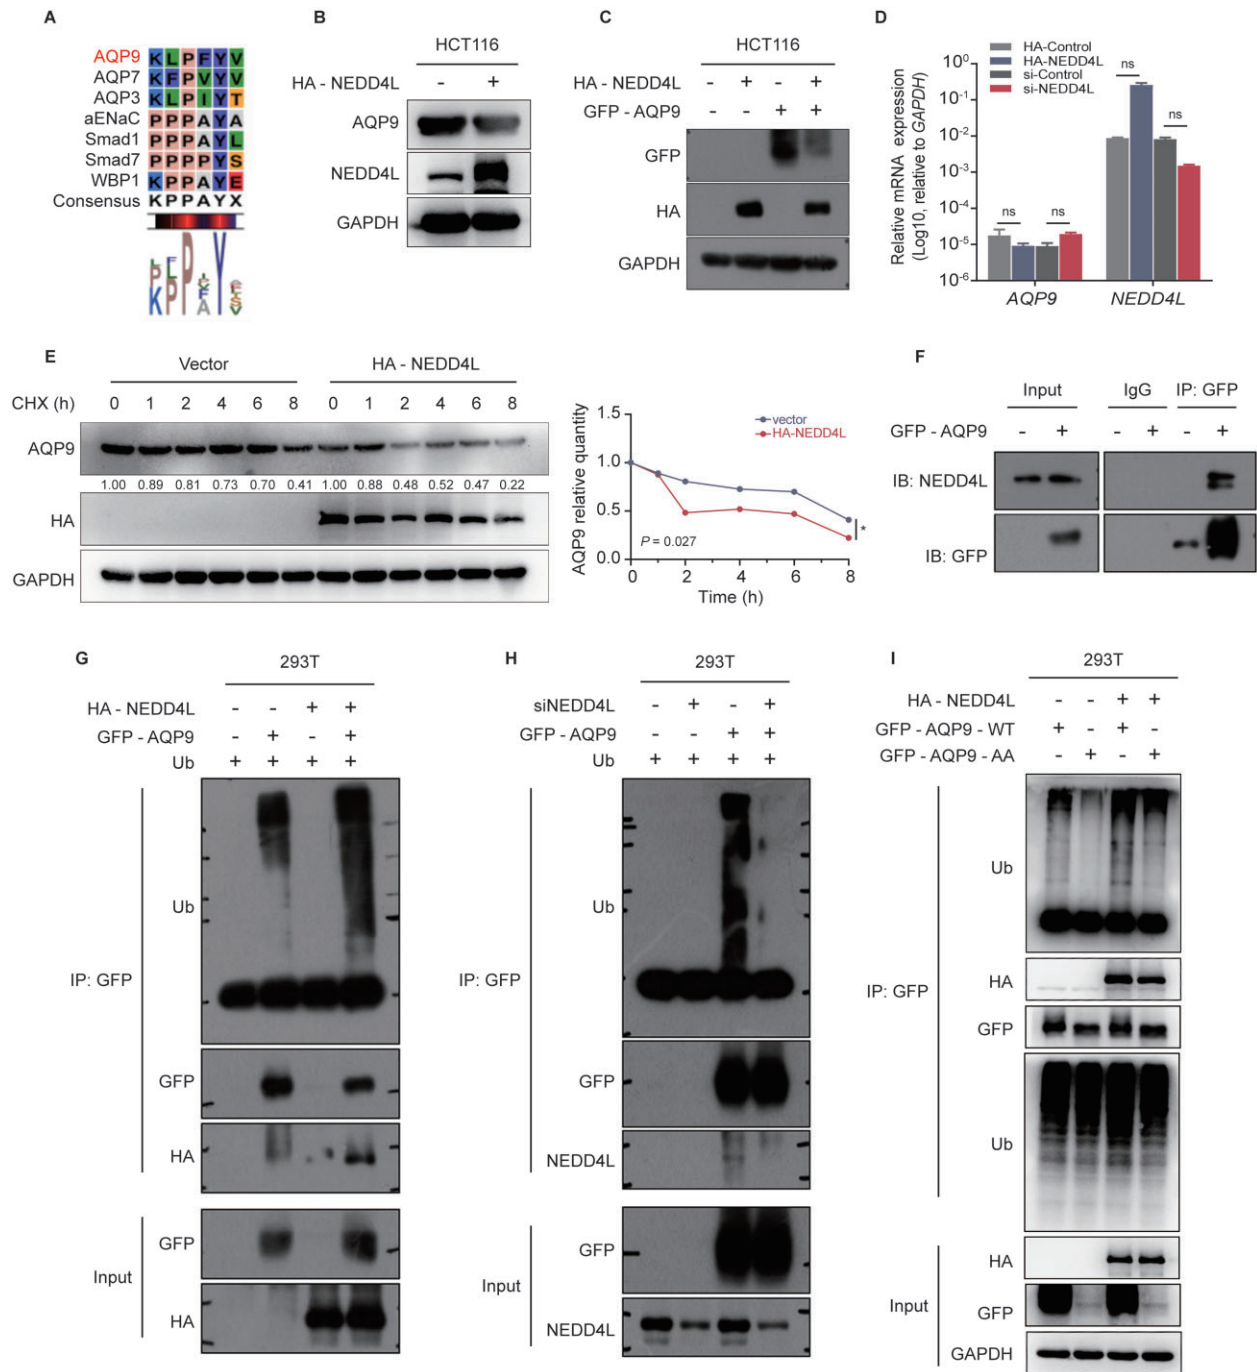 A
AQP9 K L P F Y V
AQP7 K F P V Y V
AQP3 K L P I Y T
aENaC P P P A Y A
Smad1 P P P A Y L
Smad7 P P P P Y S
WBP1 K P P A Y E
Consensus K P P A Y X
B
HCT116
HA - NEDD4L - +
AQP9
NEDD4L
GAPDH
C
HCT116
HA - NEDD4L - + - +
GFP - AQP9 - - + +
GFP
HA
GAPDH
D
HA-Control
HA-NEDD4L
si-Control
si-NEDD4L
Relative mRNA expression
(Log10, relative to GAPDH)
10⁰
10⁻¹
10⁻²
10⁻³
10⁻⁴
10⁻⁵
10⁻⁶
ns ns ns ns
AQP9 NEDD4L
E
Vector HA - NEDD4L
CHX (h) 0 1 2 4 6 8 0 1 2 4 6 8
AQP9
1.00 0.89 0.81 0.73 0.70 0.41 1.00 0.88 0.48 0.52 0.47 0.22
HA
GAPDH
AQP9 relative quantity
1.5
1.0
0.5
0.0
vector
HA-NEDD4L
*
P = 0.027
0 2 4 6 8
Time (h)
F
Input IgG IP: GFP
GFP - AQP9 - + - + - +
IB: NEDD4L
IB: GFP
G
293T
HA - NEDD4L - - + +
GFP - AQP9 - + - +
Ub + + + +
IP: GFP
Ub
GFP
HA
Input
GFP
HA
H
293T
siNEDD4L - + - +
GFP - AQP9 - - + +
Ub + + + +
IP: GFP
Ub
GFP
NEDD4L
Input
GFP
NEDD4L
I
293T
HA - NEDD4L - - + +
GFP - AQP9 - WT + - + -
GFP - AQP9 - AA - + - +
IP: GFP
Ub
HA
GFP
Ub
Input
HA
GFP
GAPDH